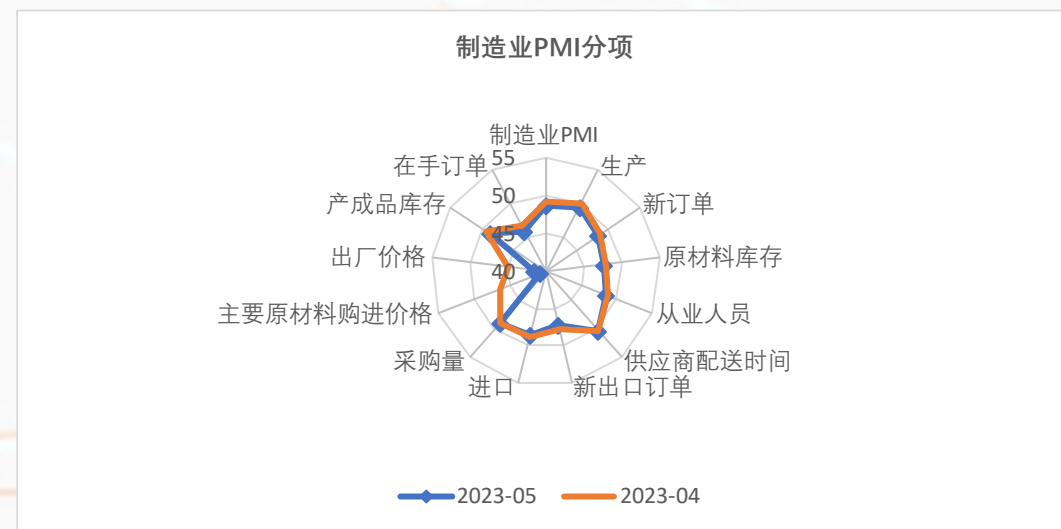 制造业PMI分项
制造业PMI
生产
新订单
原材料库存
从业人员
供应商配送时间
新出口订单
进口
采购量
主要原材料购进价格
出厂价格
产成品库存
在手订单
55
50
45
40
2023-05
2023-04